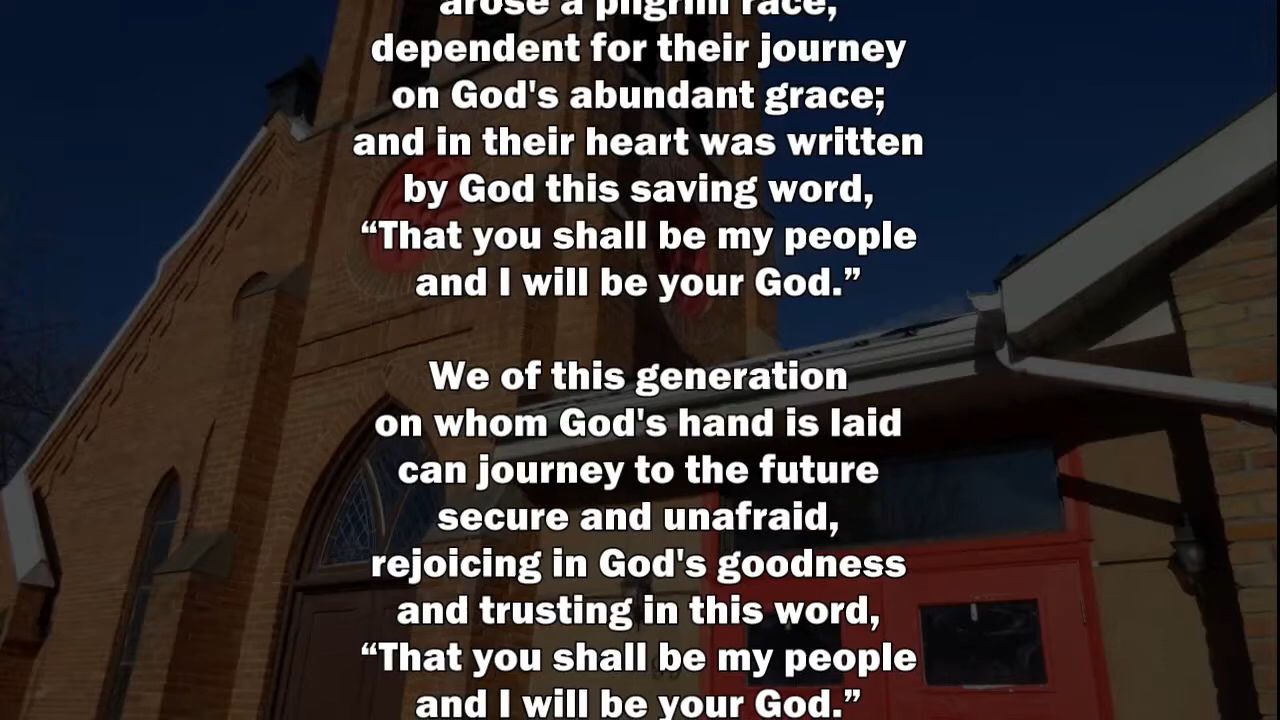 arose a pilgrim race,
dependent for their journey
on God's abundant grace;
and in their heart was written
by God this saving word,
“That you shall be my people
and I will be your God.”
We of this generation
on whom God's hand is laid
can journey to the future
secure and unafraid,
rejoicing in God's goodness
and trusting in this word,
“That you shall be my people
and I will be your God.”